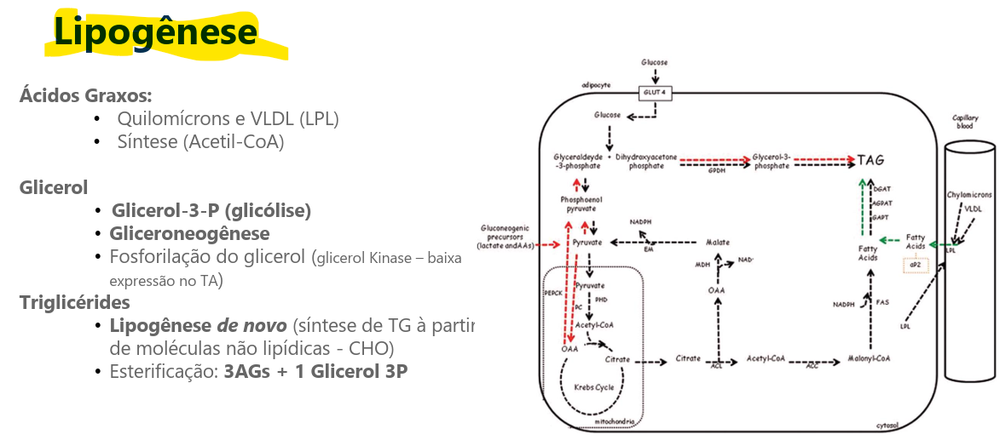 Lipogênese
Ácidos Graxos:
• Quilomícrons e VLDL (LPL)
• Síntese (Acetil-CoA)
Glicerol
• Glicerol-3-P (glicólise)
• Gliceroneogênese
• Fosforilação do glicerol (glicerol Kinase – baixa
expressão no TA)
Triglicérides
• Lipogênese de novo (síntese de TG à partir
de moléculas não lipídicas - CHO)
• Esterificação: 3AGs + 1 Glicerol 3P
Glucose
adipocyte
GLUT 4
Glucose
Capillary
blood
Glyceraldeyde
-3-phosphate
Dihydroxyacetone
phosphate
GPDH
Glycerol-3-
phosphate
TAG
DGAT
AGPAT
GAPT
Chylomicrons
VLDL
Phosphoenol
pyruvate
Gluconeogenic
precursors
(lactate andAAs)
Pyruvate
NADPH
EM
Malate
Fatty
Acids
Fatty
Acids
aP2
LPL
MDH
NAD⁺
OAA
Pyruvate
PEPCK
PC
PHD
Acetyl-CoA
NADPH
FAS
LPL
OAA
Citrate
Citrate
ACL
Acetyl-CoA
ACC
Malonyl-CoA
Krebs Cycle
mitochondria
cytosol